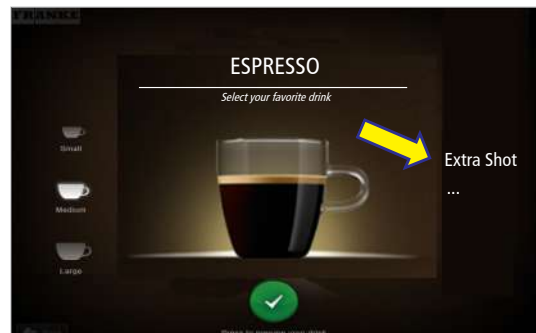 FRANKE
ESPRESSO
Select your favorite drink
Small
Medium
Large
Extra Shot
...